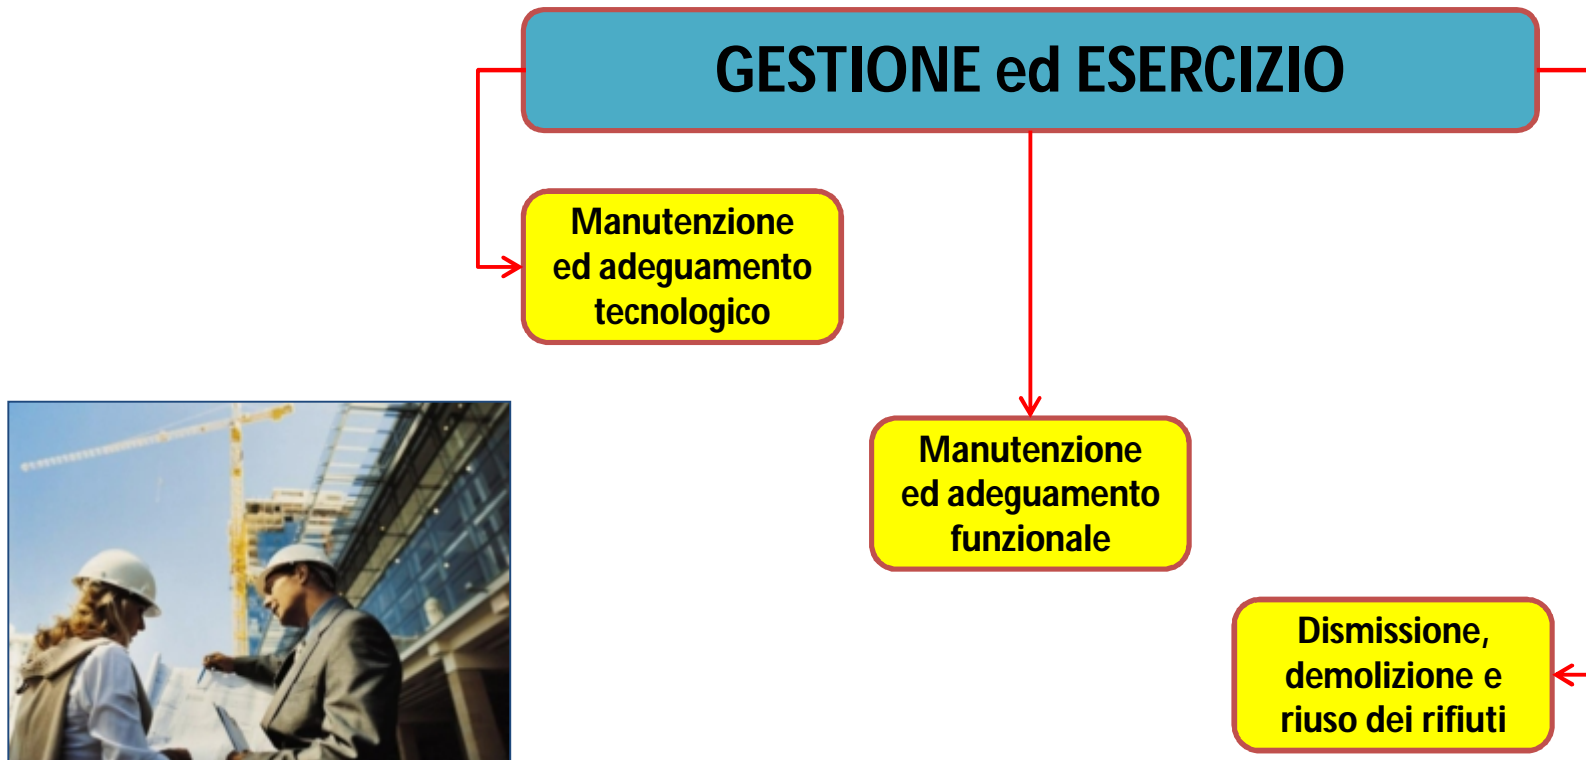 GESTIONE ed ESERCIZIO
Manutenzione
ed adeguamento
tecnologico
Manutenzione
ed adeguamento
funzionale
Dismissione,
demolizione e
riuso dei rifiuti